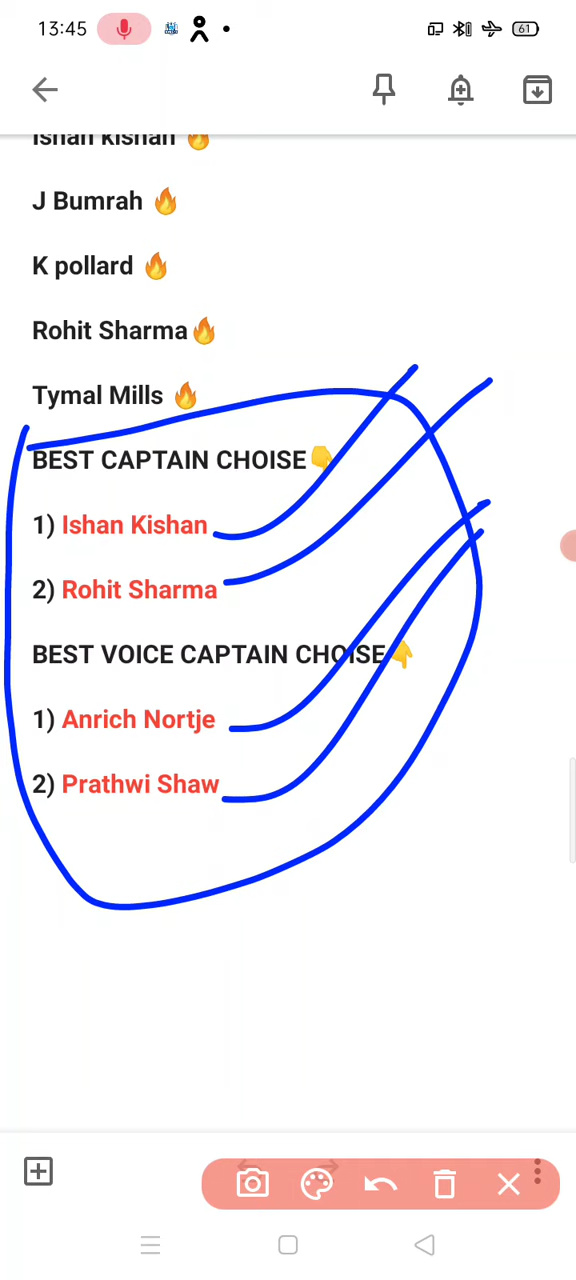 13:45
61
Ishan Kishan 🔥
J Bumrah 🔥
K pollard 🔥
Rohit Sharma🔥
Tymal Mills 🔥
BEST CAPTAIN CHOISE👇
1) Ishan Kishan
2) Rohit Sharma
BEST VOICE CAPTAIN CHOISE👇
1) Anrich Nortje
2) Prathwi Shaw